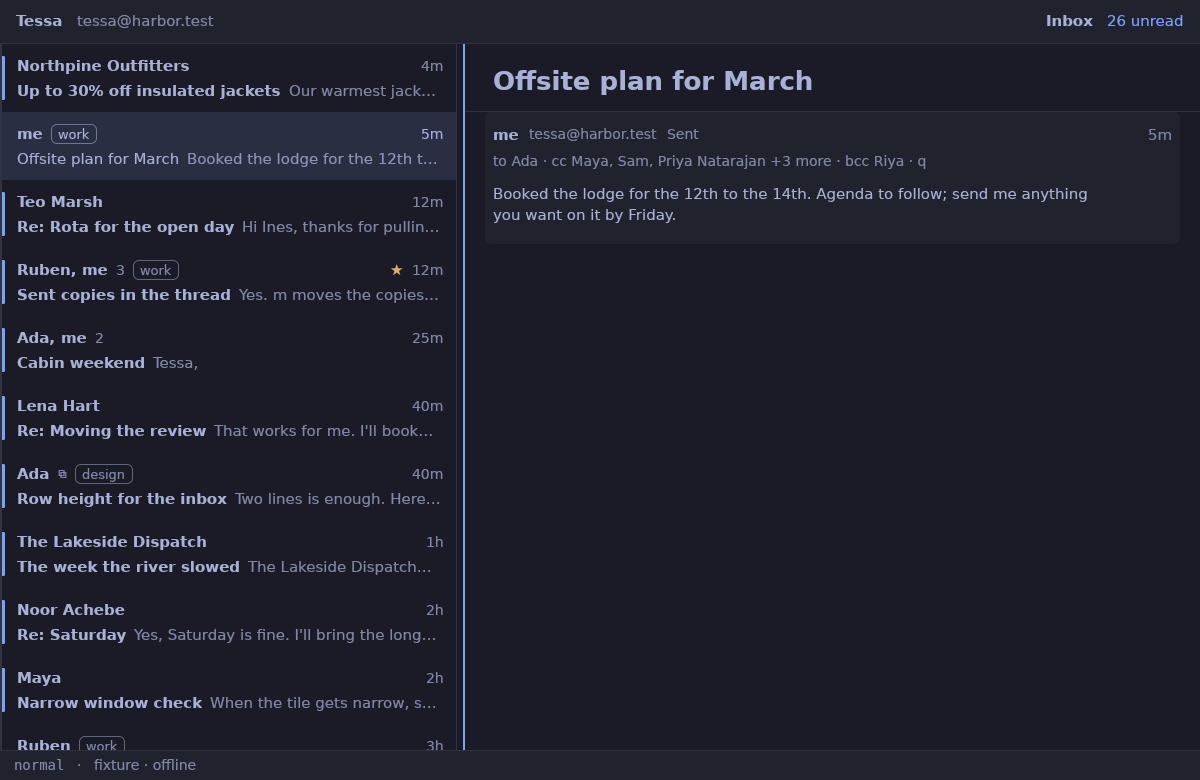 Tessa tessa@harbor.test
Inbox 26 unread
Northpine Outfitters 4m
Up to 30% off insulated jackets Our warmest jack…
me work 5m
Offsite plan for March Booked the lodge for the 12th t…
Teo Marsh 12m
Re: Rota for the open day Hi Ines, thanks for pullin…
Ruben, me 3 work ★ 12m
Sent copies in the thread Yes. m moves the copies…
Ada, me 2 25m
Cabin weekend Tessa,
Lena Hart 40m
Re: Moving the review That works for me. I'll book…
Ada design 40m
Row height for the inbox Two lines is enough. Here…
The Lakeside Dispatch 1h
The week the river slowed The Lakeside Dispatch…
Noor Achebe 2h
Re: Saturday Yes, Saturday is fine. I'll bring the long…
Maya 2h
Narrow window check When the tile gets narrow, s…
Ruben work 3h
Offsite plan for March
me tessa@harbor.test Sent 5m
to Ada · cc Maya, Sam, Priya Natarajan +3 more · bcc Riya · q
Booked the lodge for the 12th to the 14th. Agenda to follow; send me anything
you want on it by Friday.
normal · fixture · offline